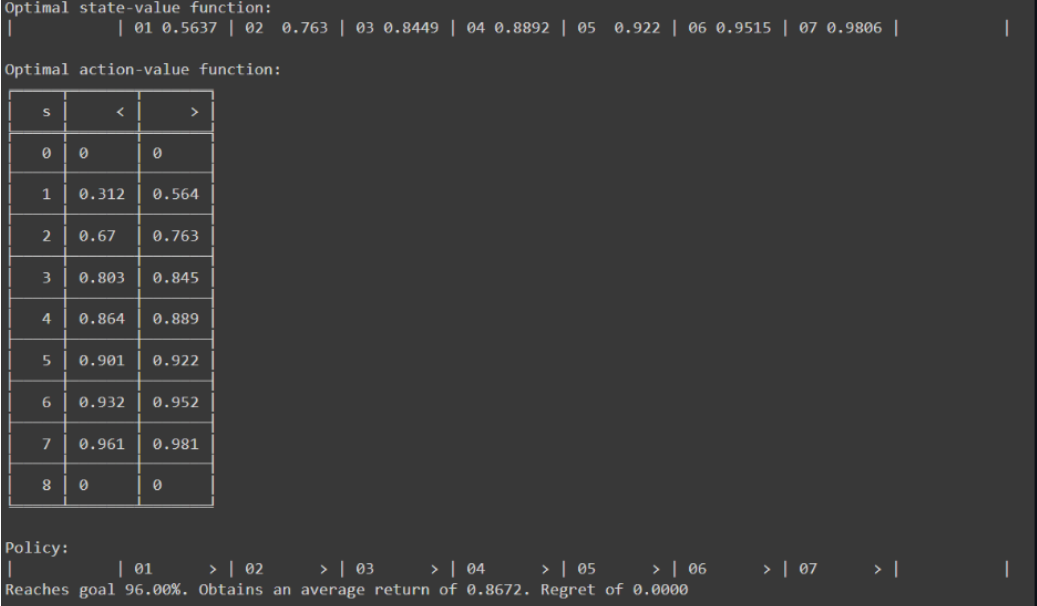 Optimal state-value function:
|           | 01 0.5637 | 02  0.763 | 03 0.8449 | 04 0.8892 | 05  0.922 | 06 0.9515 | 07 0.9806 |           |
Optimal action-value function:
s | < | >
0 | 0 | 0
1 | 0.312 | 0.564
2 | 0.67 | 0.763
3 | 0.803 | 0.845
4 | 0.864 | 0.889
5 | 0.901 | 0.922
6 | 0.932 | 0.952
7 | 0.961 | 0.981
8 | 0 | 0
Policy:
|           | 01      > | 02      > | 03      > | 04      > | 05      > | 06      > | 07      > |           |
Reaches goal 96.00%. Obtains an average return of 0.8672. Regret of 0.0000